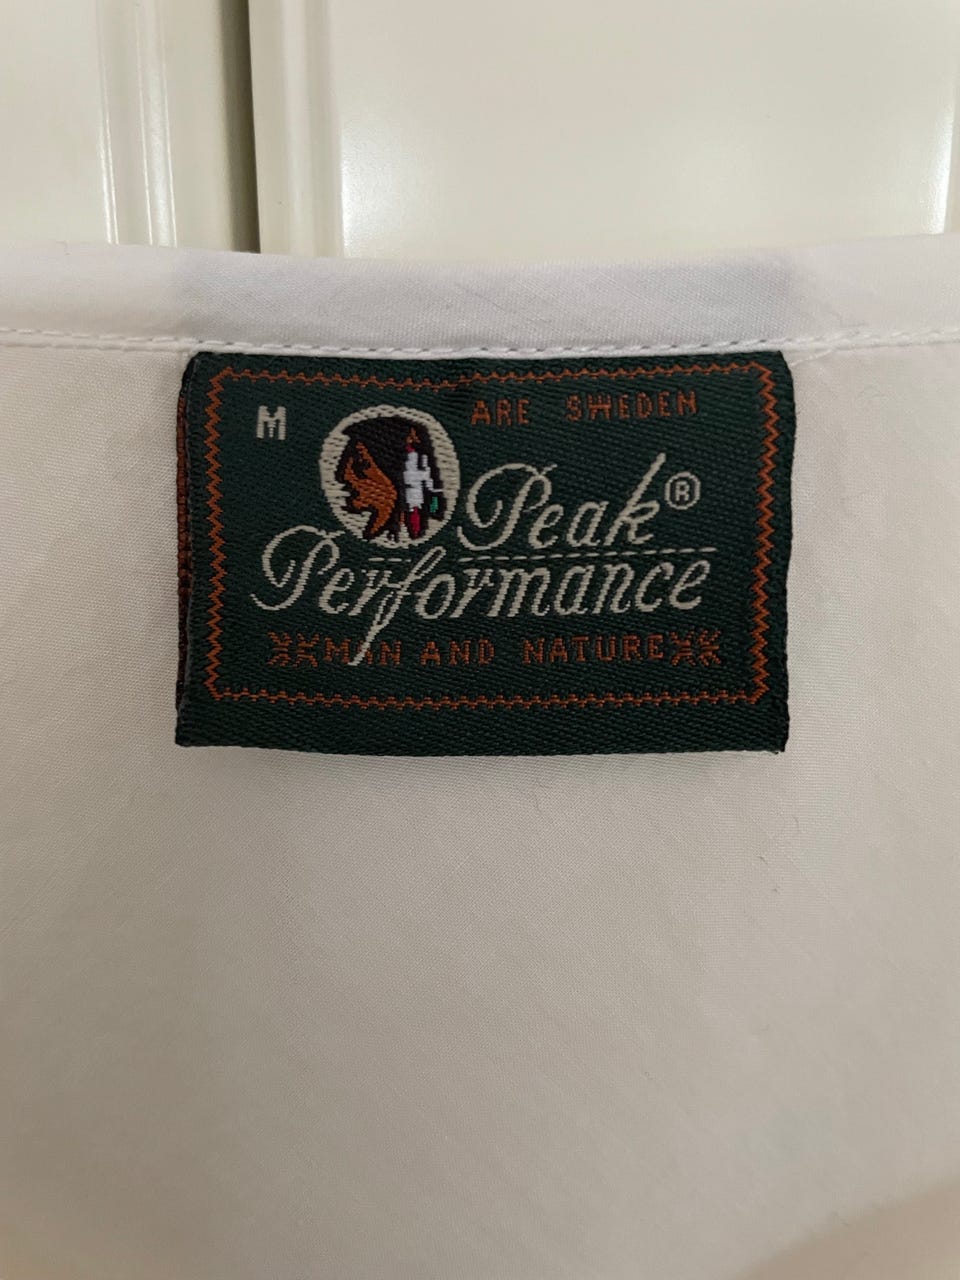 M
ARE SWEDEN
Peak®
Performance
MAN AND NATURE